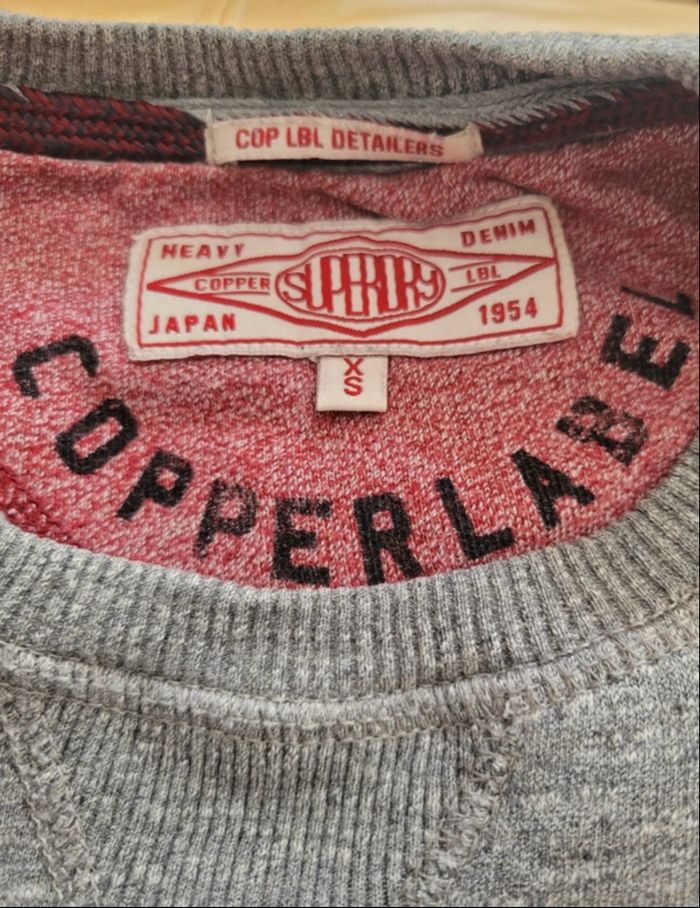 COP LBL DETAILERS
HEAVY DENIM
COPPER SUPERDRY LBL
JAPAN 1954
XS
COPPERLABEL